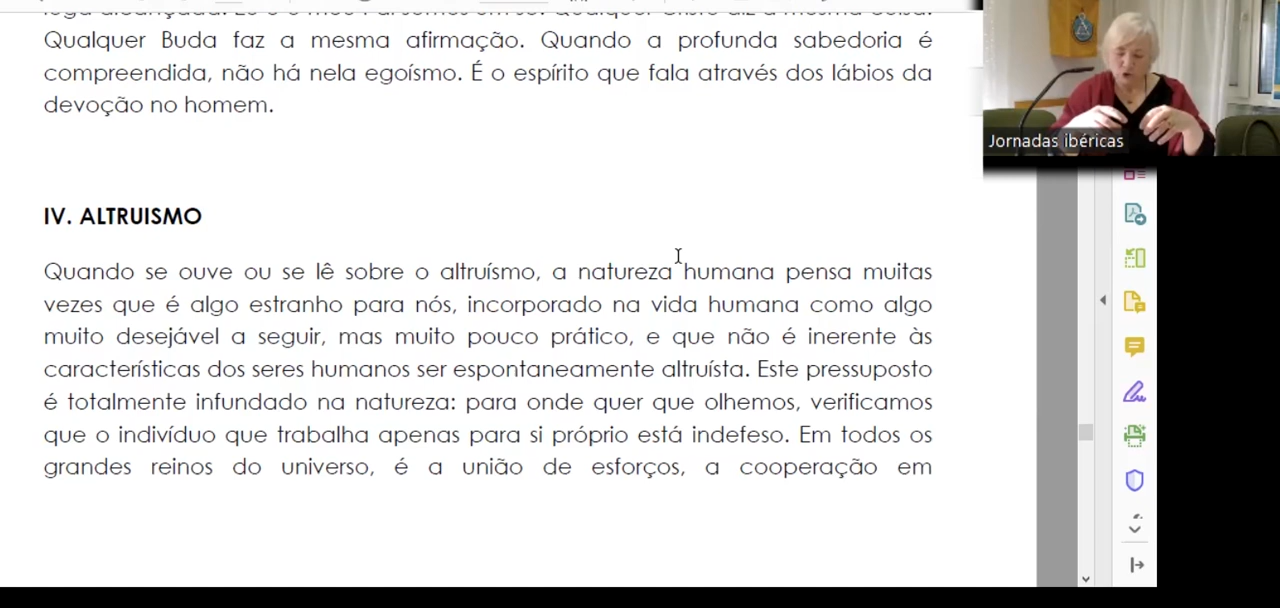 Qualquer Buda faz a mesma afirmação. Quando a profunda sabedoria é
compreendida, não há nela egoísmo. É o espírito que fala através dos lábios da
devoção no homem.
IV. ALTRUISMO
Quando se ouve ou se lê sobre o altruísmo, a natureza humana pensa muitas
vezes que é algo estranho para nós, incorporado na vida humana como algo
muito desejável a seguir, mas muito pouco prático, e que não é inerente às
características dos seres humanos ser espontaneamente altruísta. Este pressuposto
é totalmente infundado na natureza: para onde quer que olhemos, verificamos
que o indivíduo que trabalha apenas para si próprio está indefeso. Em todos os
grandes reinos do universo, é a união de esforços, a cooperação em
Jornadas ibéricas